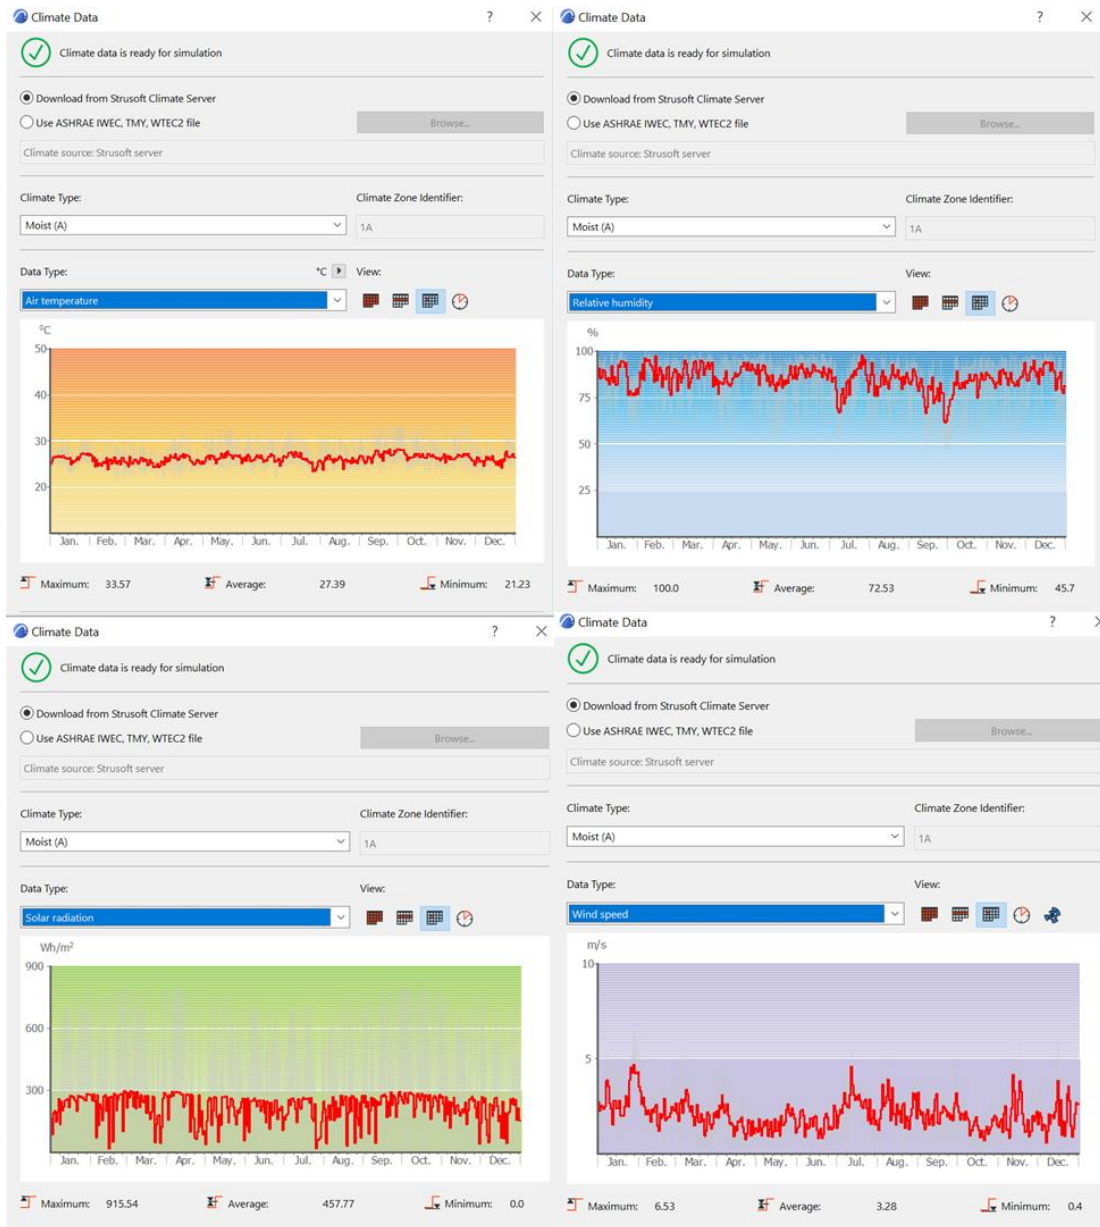 Climate Data ?
Climate data is ready for simulation
Download from Strusoft Climate Server
Use ASHRAE IWEC, TMY, WTEC2 file Browse...
Climate source: Strusoft server
Climate Type: Climate Zone Identifier:
Moist (A) 1A
Data Type: °C View:
Air temperature
⁰C
50
40
30
20
Jan. Feb. Mar. Apr. May. Jun. Jul. Aug. Sep. Oct. Nov. Dec.
Maximum: 33.57 Average: 27.39 Minimum: 21.23
Climate Data ?
Climate data is ready for simulation
Download from Strusoft Climate Server
Use ASHRAE IWEC, TMY, WTEC2 file Browse...
Climate source: Strusoft server
Climate Type: Climate Zone Identifier:
Moist (A) 1A
Data Type: View:
Relative humidity
%
100
75
50
25
Jan. Feb. Mar. Apr. May. Jun. Jul. Aug. Sep. Oct. Nov. Dec.
Maximum: 100.0 Average: 72.53 Minimum: 45.7
Climate Data ?
Climate data is ready for simulation
Download from Strusoft Climate Server
Use ASHRAE IWEC, TMY, WTEC2 file Browse...
Climate source: Strusoft server
Climate Type: Climate Zone Identifier:
Moist (A) 1A
Data Type: View:
Solar radiation
Wh/m²
900
600
300
Jan. Feb. Mar. Apr. May. Jun. Jul. Aug. Sep. Oct. Nov. Dec.
Maximum: 915.54 Average: 457.77 Minimum: 0.0
Climate Data ?
Climate data is ready for simulation
Download from Strusoft Climate Server
Use ASHRAE IWEC, TMY, WTEC2 file Browse...
Climate source: Strusoft server
Climate Type: Climate Zone Identifier:
Moist (A) 1A
Data Type: View:
Wind speed
m/s
10
5
Jan. Feb. Mar. Apr. May. Jun. Jul. Aug. Sep. Oct. Nov. Dec.
Maximum: 6.53 Average: 3.28 Minimum: 0.4